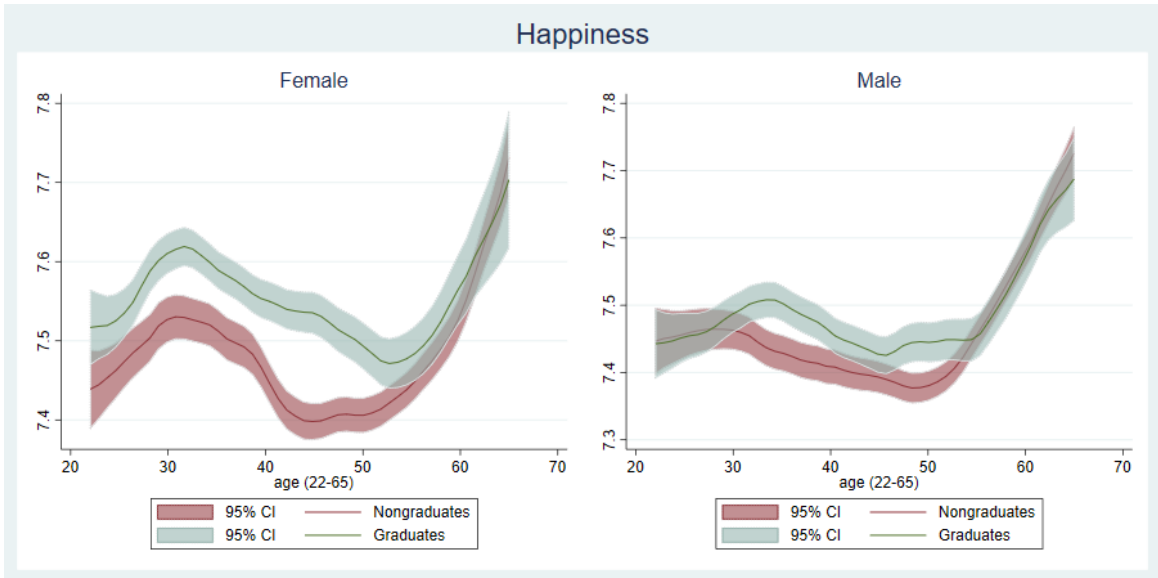 Happiness
Female
7.8
7.7
7.6
7.5
7.4
20 30 40 50 60 70
age (22-65)
95% CI Nongraduates
95% CI Graduates
Male
7.8
7.7
7.6
7.5
7.4
7.3
20 30 40 50 60 70
age (22-65)
95% CI Nongraduates
95% CI Graduates